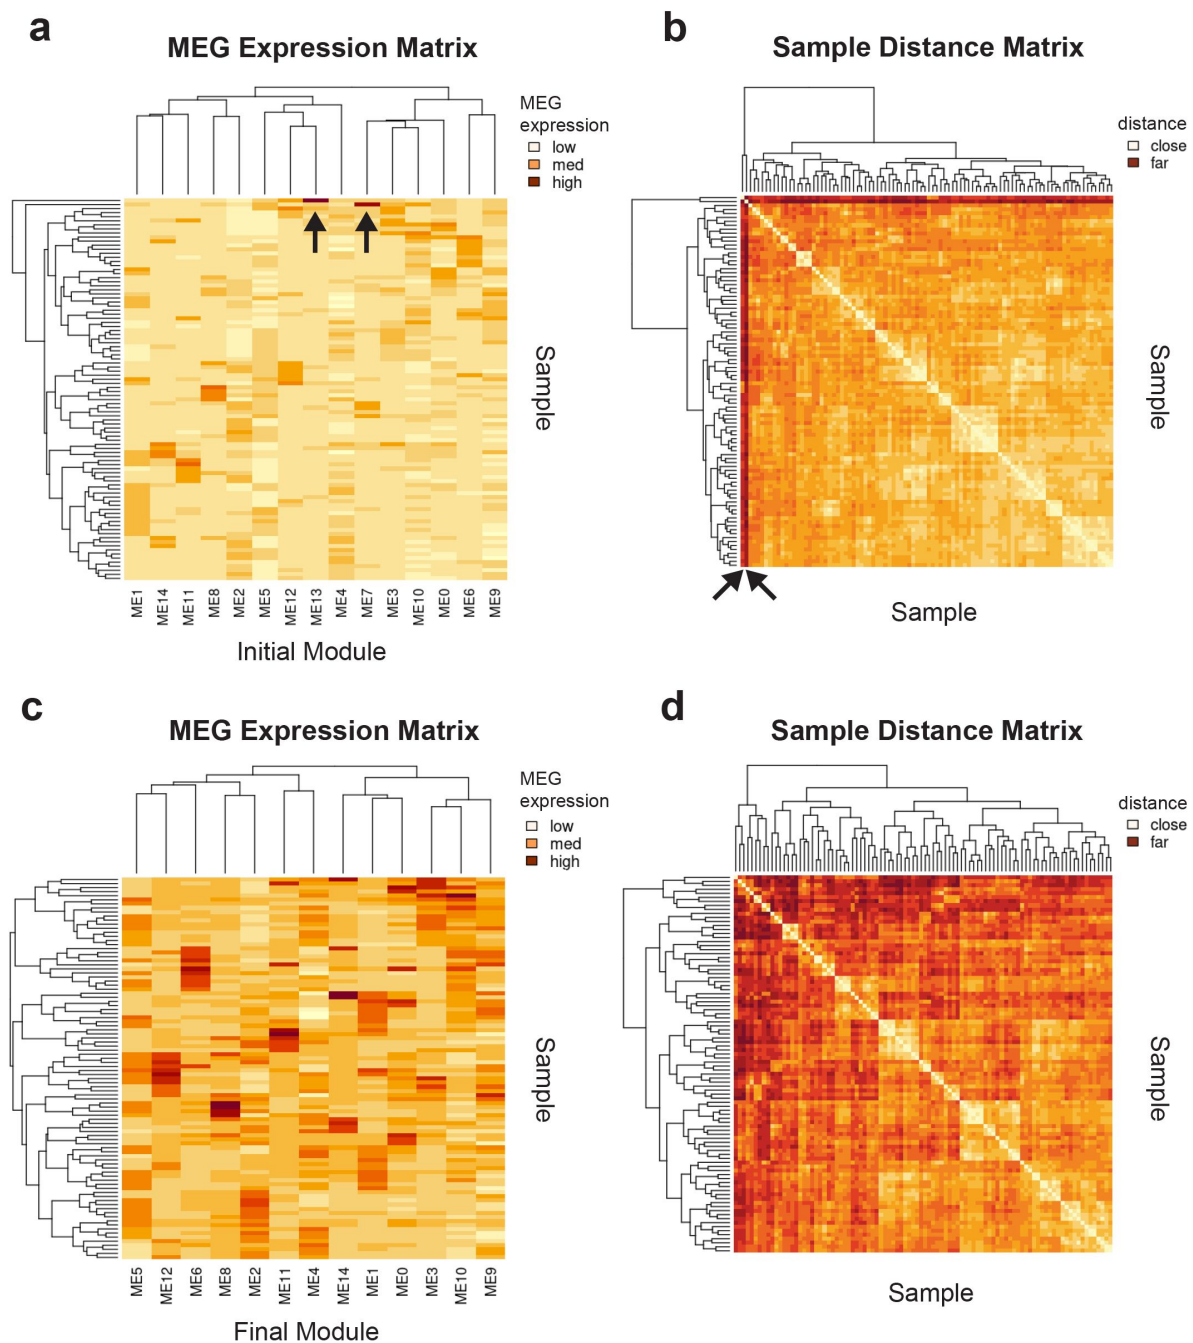 a
MEG Expression Matrix
MEG
expression
low
med
high
Sample
ME1
ME14
ME11
ME8
ME2
ME5
ME12
ME13
ME4
ME7
ME3
ME10
ME0
ME6
ME9
Initial Module
b
Sample Distance Matrix
distance
close
far
Sample
Sample
c
MEG Expression Matrix
MEG
expression
low
med
high
Sample
ME5
ME12
ME6
ME8
ME2
ME11
ME4
ME14
ME1
ME0
ME3
ME10
ME9
Final Module
d
Sample Distance Matrix
distance
close
far
Sample
Sample